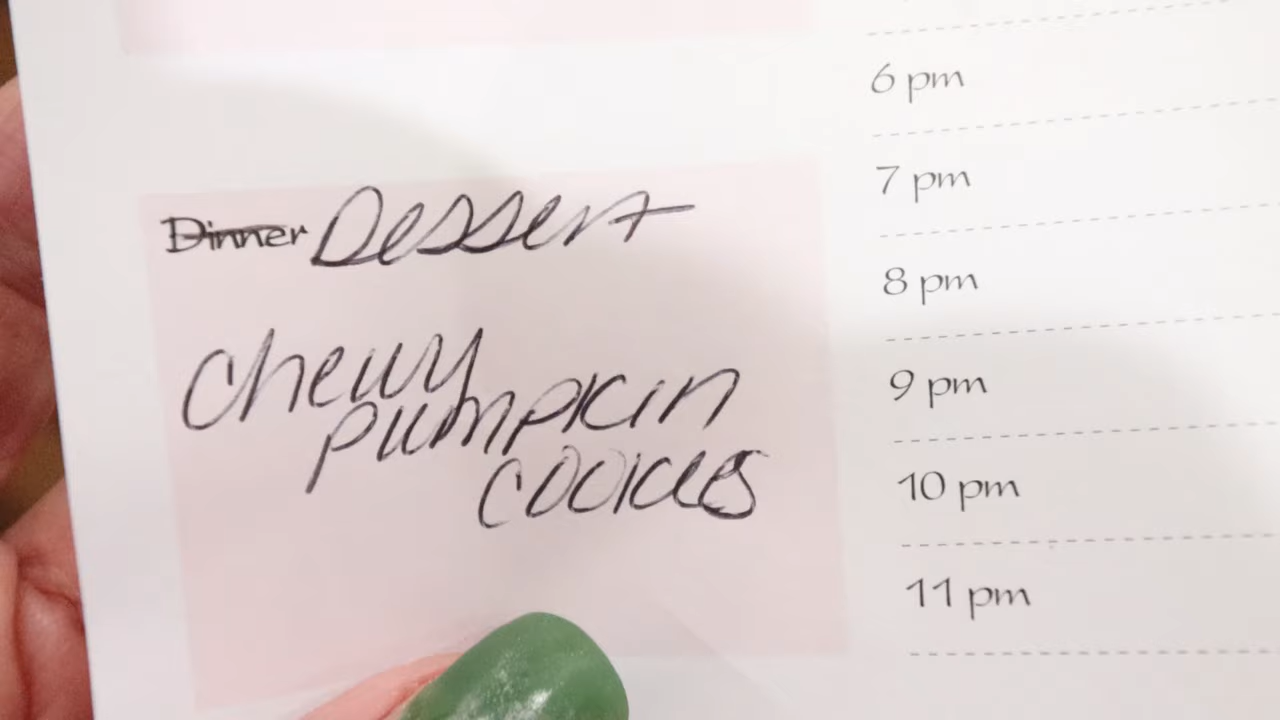 Dinner Dessert
Chewy
pumpkin
cookies
6 pm
7 pm
8 pm
9 pm
10 pm
11 pm